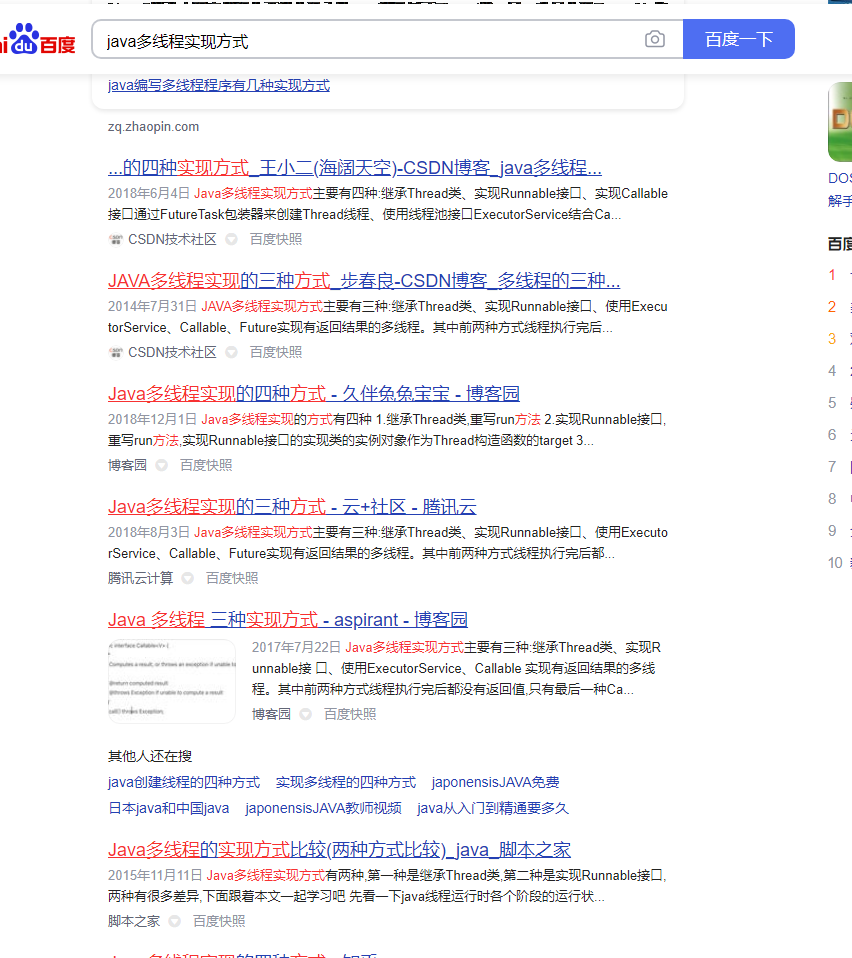 百度
java多线程实现方式
百度一下
java编写多线程程序有几种实现方式
zq.zhaopin.com
...的四种实现方式_王小二(海阔天空)-CSDN博客_java多线程...
2018年6月4日 Java多线程实现方式主要有四种:继承Thread类、实现Runnable接口、实现Callable
接口通过FutureTask包装器来创建Thread线程、使用线程池接口ExecutorService结合Ca...
CSDN技术社区 百度快照
JAVA多线程实现的三种方式_步春良-CSDN博客_多线程的三种...
2014年7月31日 JAVA多线程实现方式主要有三种:继承Thread类、实现Runnable接口、使用Execu
torService、Callable、Future实现有返回结果的多线程。其中前两种方式线程执行完后...
CSDN技术社区 百度快照
Java多线程实现的四种方式 - 久伴兔兔宝宝 - 博客园
2018年12月1日 Java多线程实现的方式有四种 1.继承Thread类,重写run方法 2.实现Runnable接口,
重写run方法,实现Runnable接口的实现类的实例对象作为Thread构造函数的target 3...
博客园 百度快照
Java多线程实现的三种方式 - 云+社区 - 腾讯云
2018年8月3日 Java多线程实现方式主要有三种:继承Thread类、实现Runnable接口、使用Executo
rService、Callable、Future实现有返回结果的多线程。其中前两种方式线程执行完后都...
腾讯云计算 百度快照
Java 多线程 三种实现方式 - aspirant - 博客园
c interface Callable<V> {
Computes a result, or throws an exception if unable to
@return computed result
@throws Exception if unable to compute a result
call() throws Exception;
2017年7月22日 Java多线程实现方式主要有三种:继承Thread类、实现R
unnable接 口、使用ExecutorService、Callable 实现有返回结果的多线
程。其中前两种方式线程执行完后都没有返回值,只有最后一种Ca...
博客园 百度快照
其他人还在搜
java创建线程的四种方式 实现多线程的四种方式 japonensisJAVA免费
日本java和中国java japonensisJAVA教师视频 java从入门到精通要多久
Java多线程的实现方式比较(两种方式比较)_java_脚本之家
2015年11月11日 Java多线程实现方式有两种,第一种是继承Thread类,第二种是实现Runnable接口,
两种有很多差异,下面跟着本文一起学习吧 先看一下java线程运行时各个阶段的运行状...
脚本之家 百度快照
DOS
解手
百度
1
2
3
4
5
6
7
8
9
10